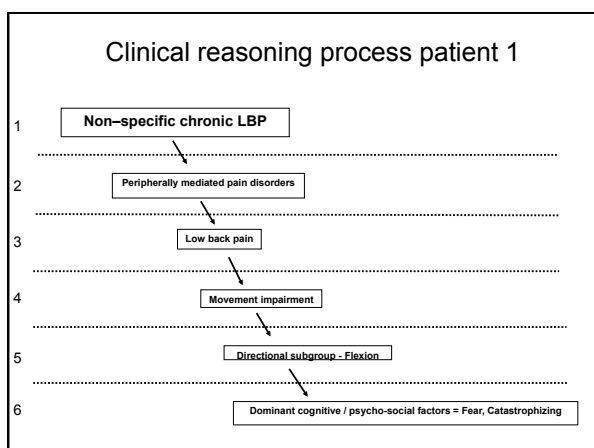 Clinical reasoning process patient 1
1 Non–specific chronic LBP
2 Peripherally mediated pain disorders
3 Low back pain
4 Movement impairment
5 Directional subgroup - Flexion
6 Dominant cognitive / psycho-social factors = Fear, Catastrophizing